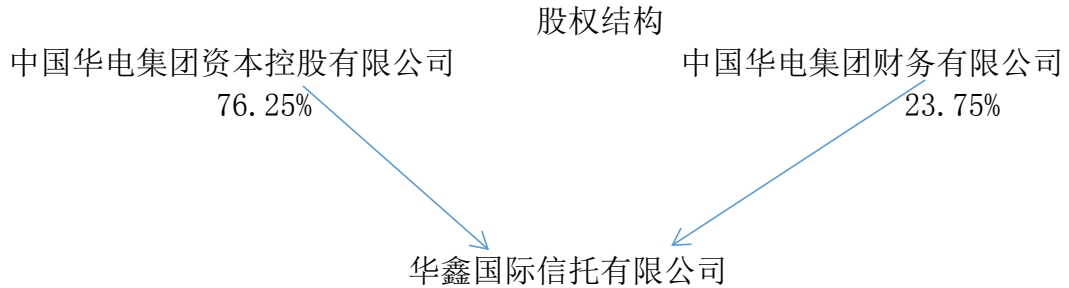 股权结构
中国华电集团资本控股有限公司
中国华电集团财务有限公司
76.25%
23.75%
华鑫国际信托有限公司